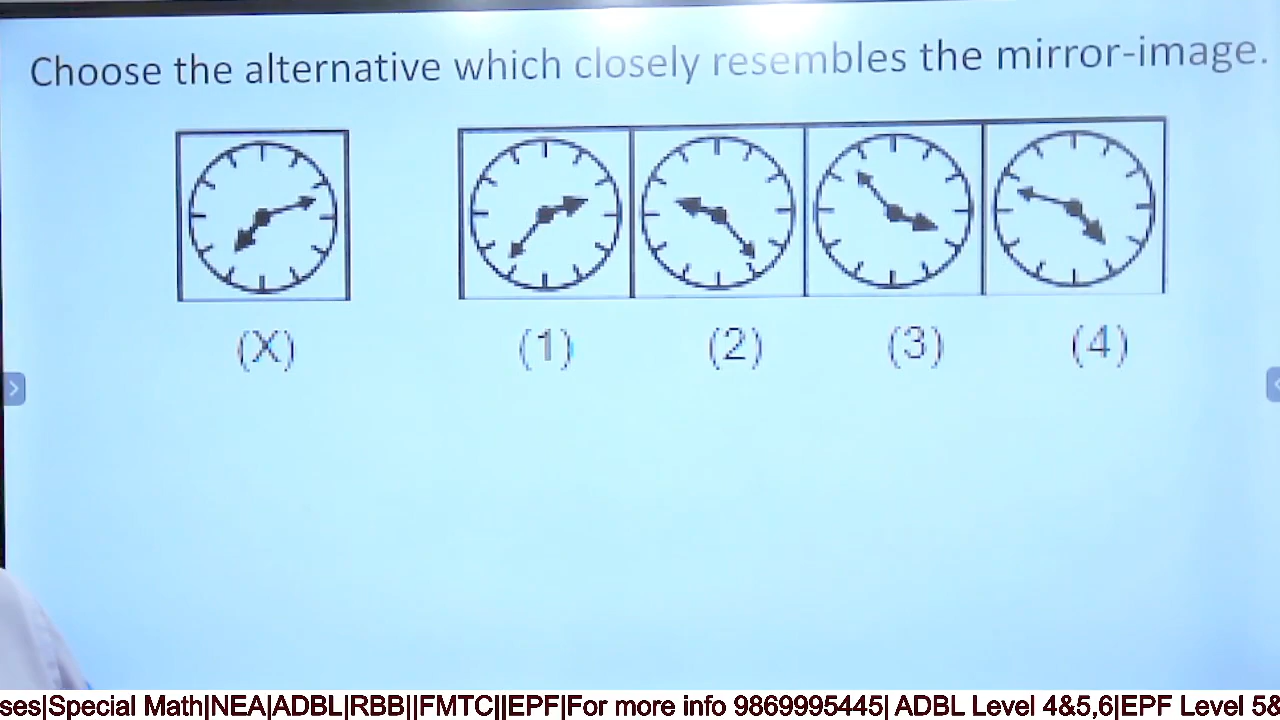 Choose the alternative which closely resembles the mirror-image.
(X) (1) (2) (3) (4)
ses|Special Math|NEA|ADBL|RBB||FMTC||EPF|For more info 9869995445| ADBL Level 4&5,6|EPF Level 5&